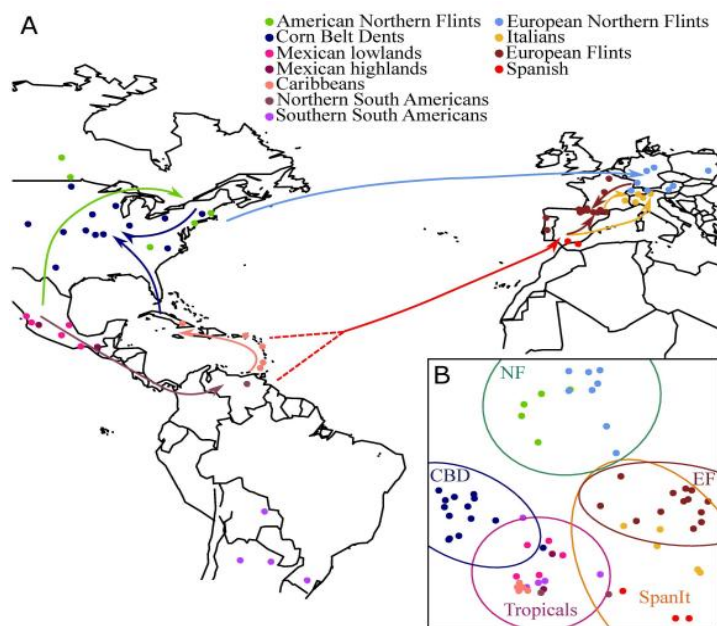 A
American Northern Flints
Corn Belt Dents
Mexican lowlands
Mexican highlands
Caribbeans
Northern South Americans
Southern South Americans
European Northern Flints
Italians
European Flints
Spanish
B
NF
CBD
EF
Tropicals
SpanIt